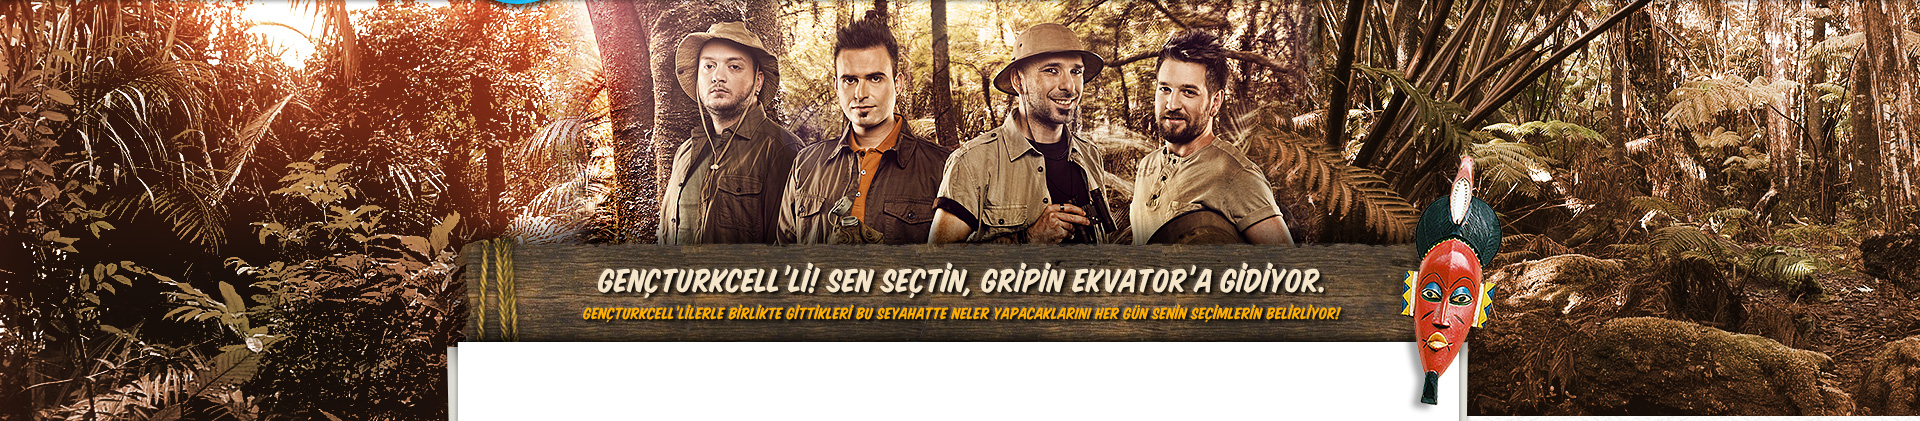 GENÇTURKCELL'Lİ! SEN SEÇTİN, GRİPİN EKVATOR'A GİDİYOR.
GENÇTURKCELL'LİLERLE BİRLİKTE GİTTİKLERİ BU SEYAHATTE NELER YAPACAKLARINI HER GÜN SENİN SEÇİMLERİN BELİRLİYOR!